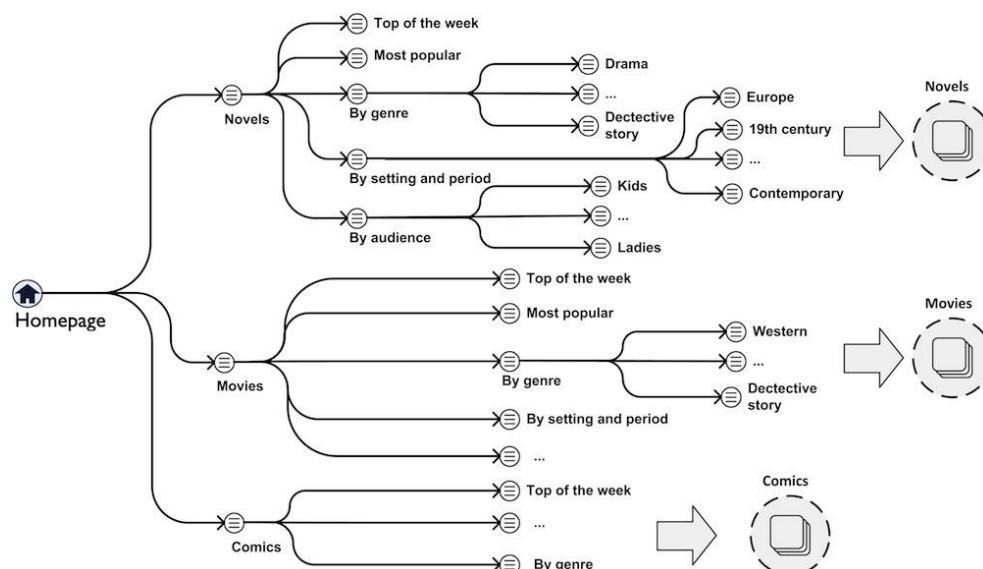 Top of the week
Most popular
Novels
By genre
Drama
...
Dectective
story
By setting and period
Europe
19th century
...
Contemporary
By audience
Kids
...
Ladies
Novels
Homepage
Movies
Top of the week
Most popular
By genre
Western
...
Dectective
story
By setting and period
...
Movies
Comics
Top of the week
...
By genre
Comics